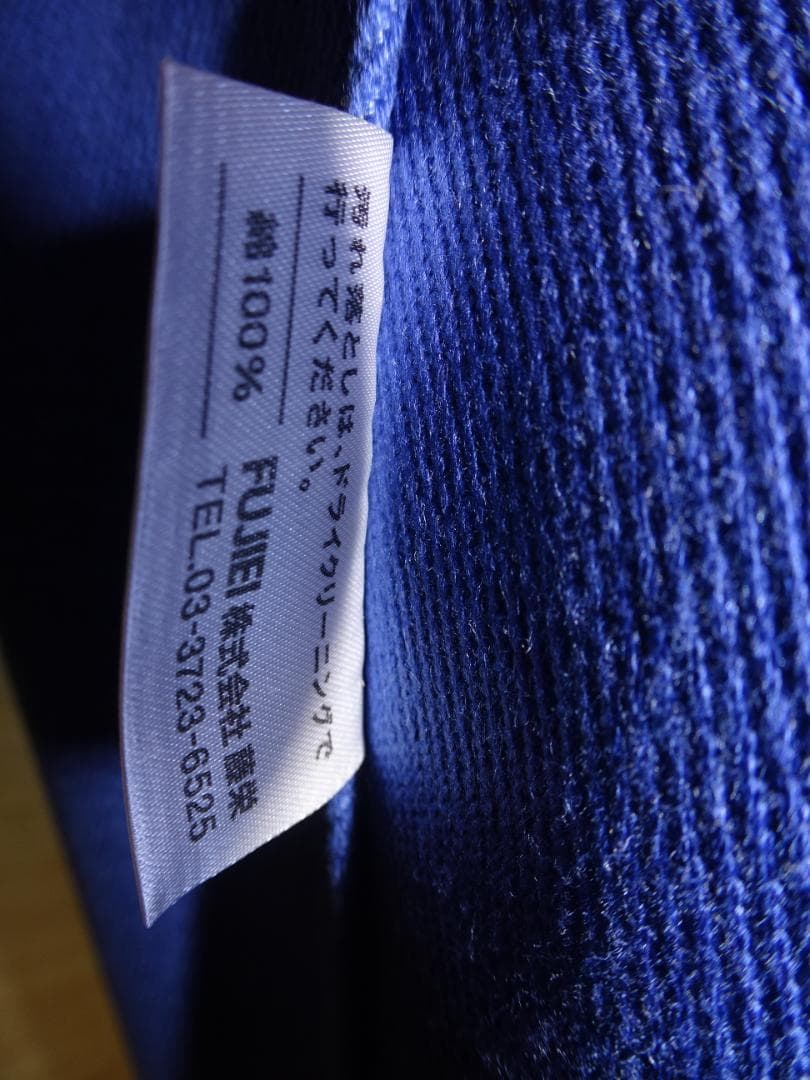 汚れ落としは、ドライクリーニングで
行ってください。
綿100%
FUJIEI 株式会社 藤栄
TEL.03-3723-6525